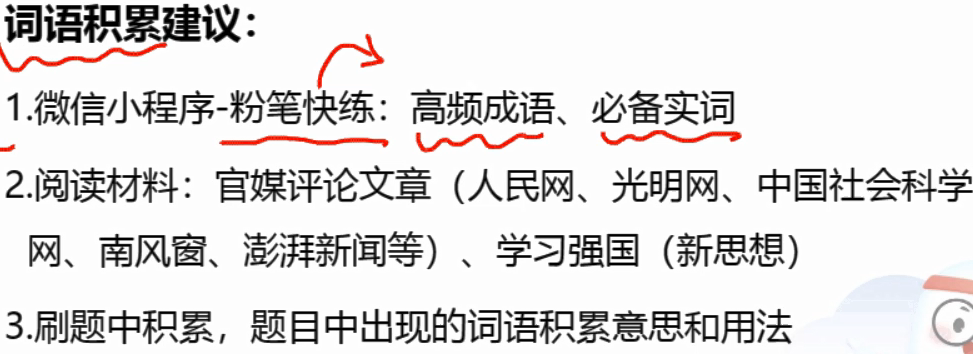 词语积累建议：
1.微信小程序-粉笔快练：高频成语、必备实词
2.阅读材料：官媒评论文章（人民网、光明网、中国社会科学
网、南风窗、澎湃新闻等）、学习强国（新思想）
3.刷题中积累，题目中出现的词语积累意思和用法